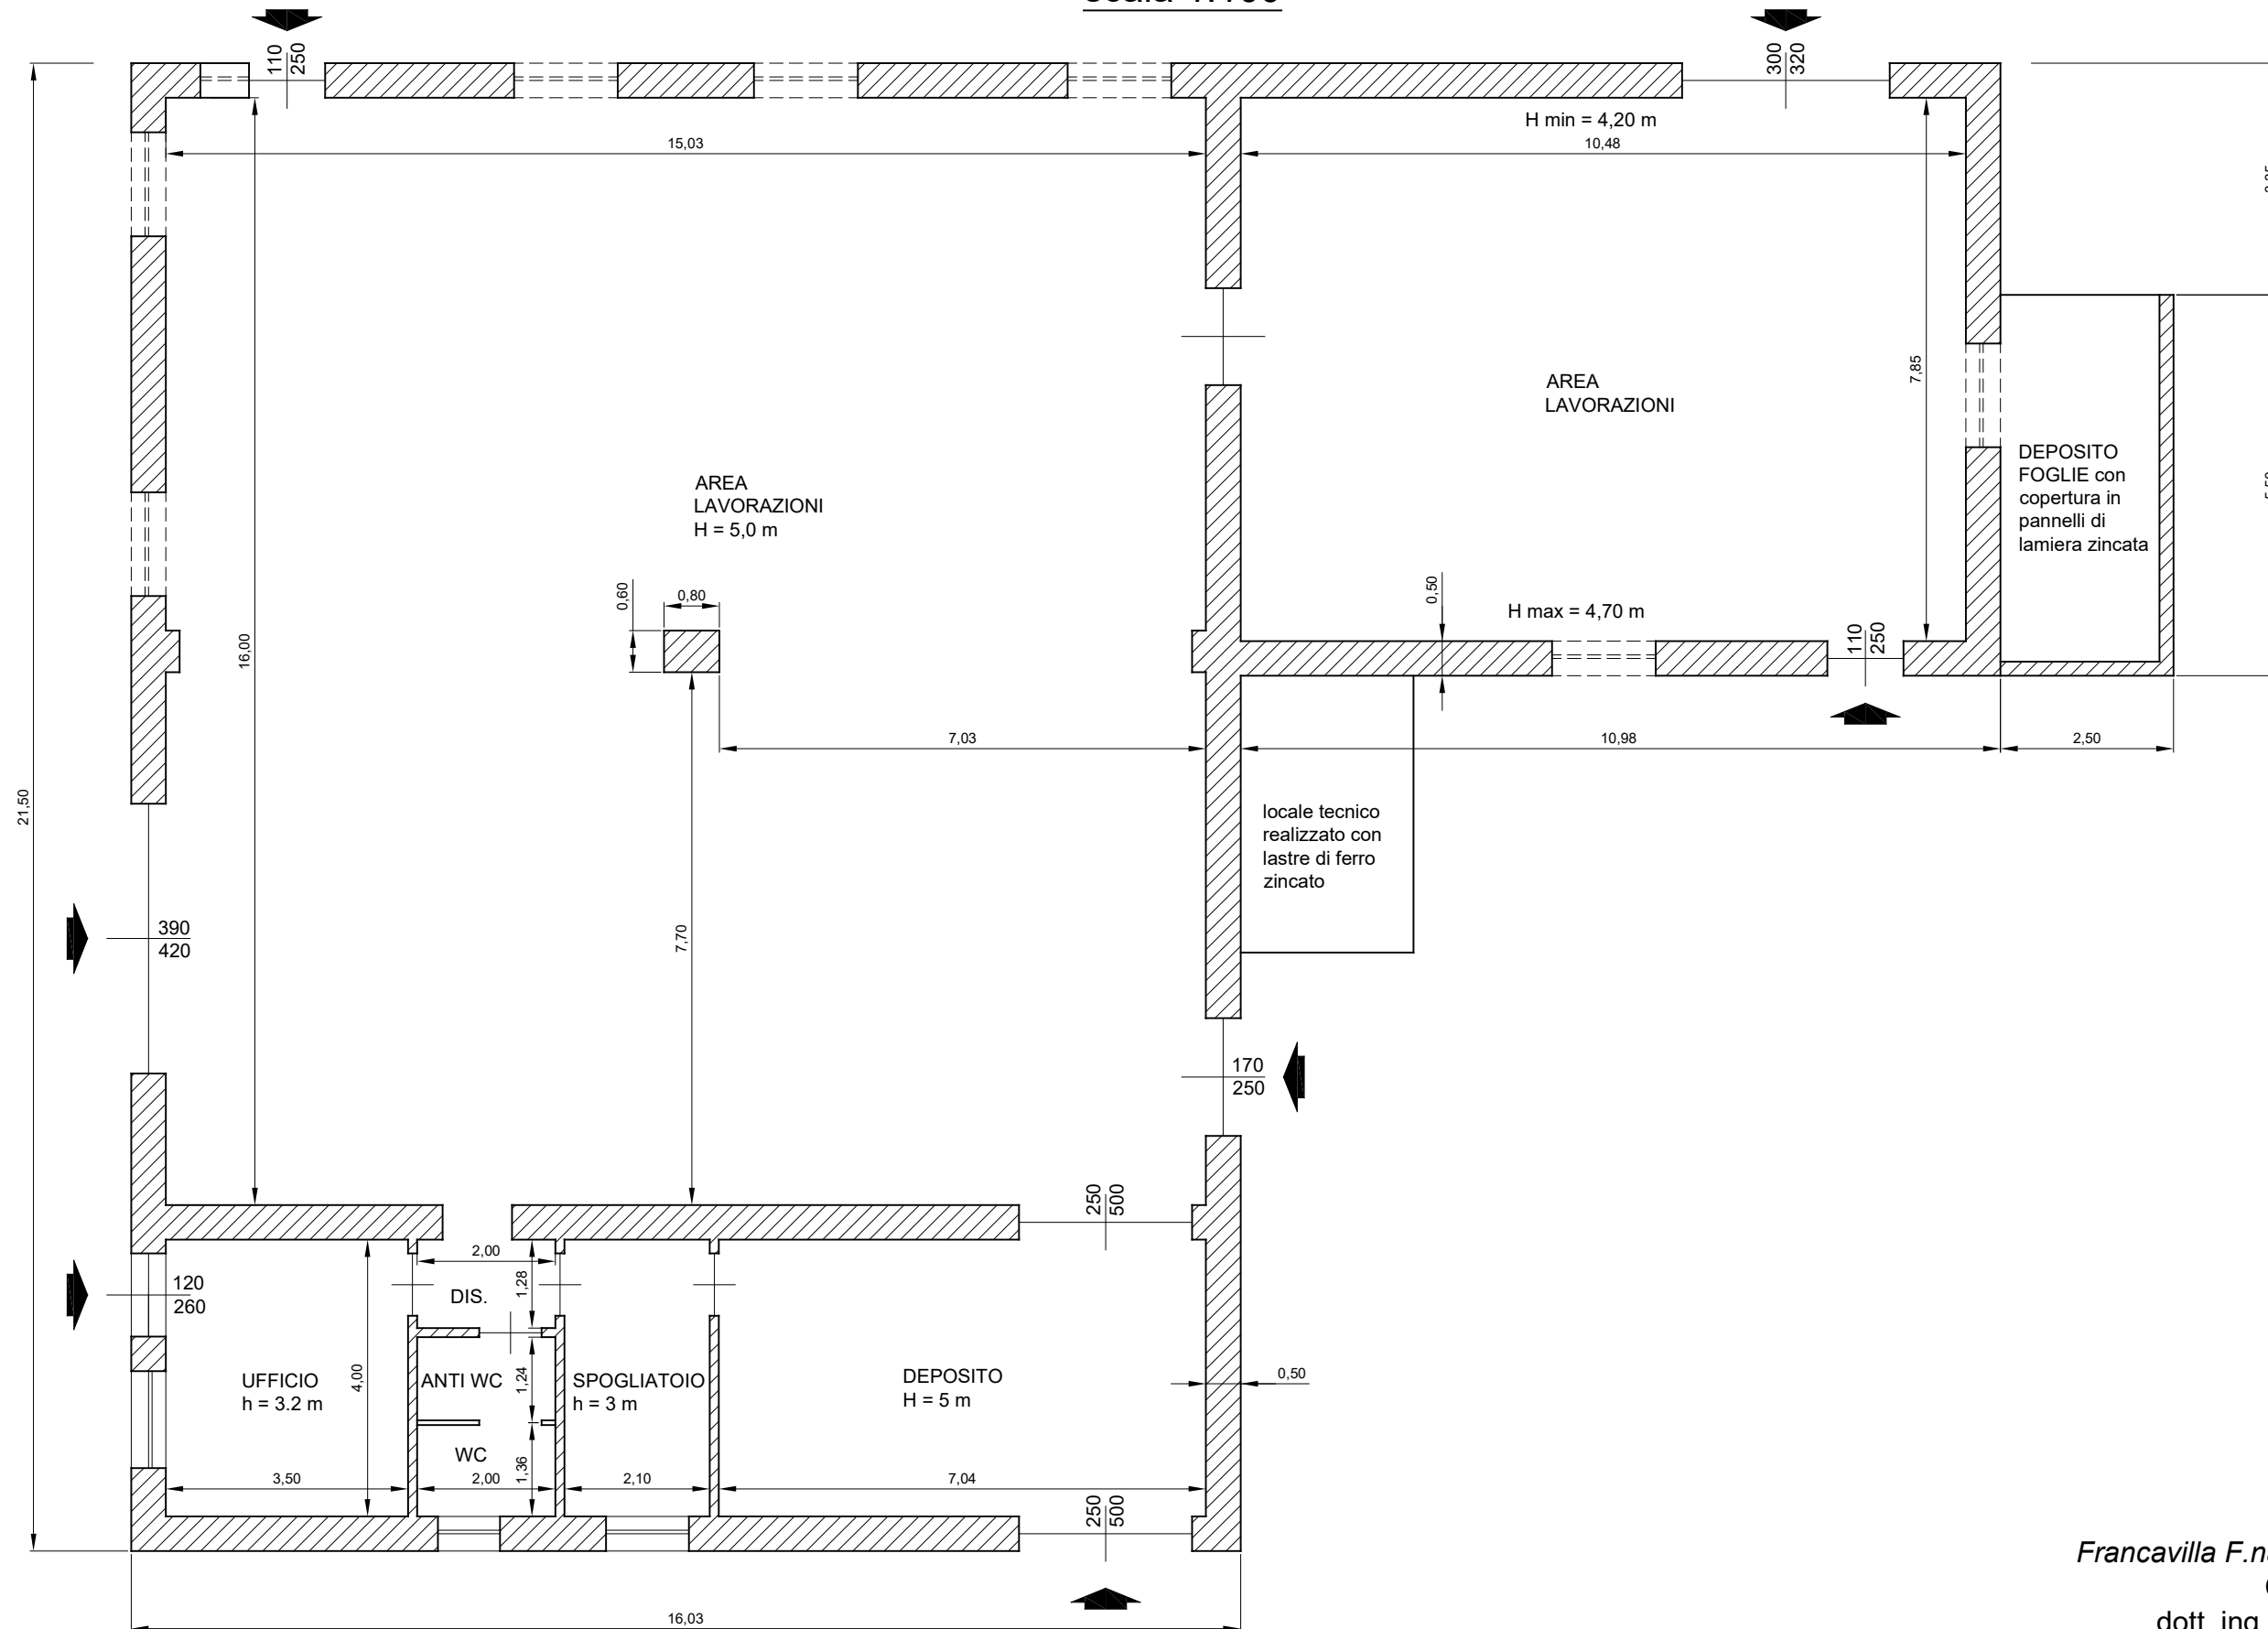 110
250
300
320
H min = 4,20 m
15,03
10,48
AREA
LAVORAZIONI
7,85
AREA
LAVORAZIONI
H = 5,0 m
DEPOSITO
FOGLIE con
copertura in
pannelli di
lamiera zincata
0,60
0,80
0,50
H max = 4,70 m
110
250
16,00
7,03
10,98
2,50
21,50
locale tecnico
realizzato con
lastre di ferro
zincato
390
420
7,70
170
250
250
500
2,00
1,28
120
260
DIS.
UFFICIO
h = 3.2 m
4,00
ANTI WC
1,24
SPOGLIATOIO
h = 3 m
DEPOSITO
H = 5 m
0,50
WC
1,36
3,50
2,00
2,10
7,04
250
500
Francavilla F.n
dott. ing.
16,03